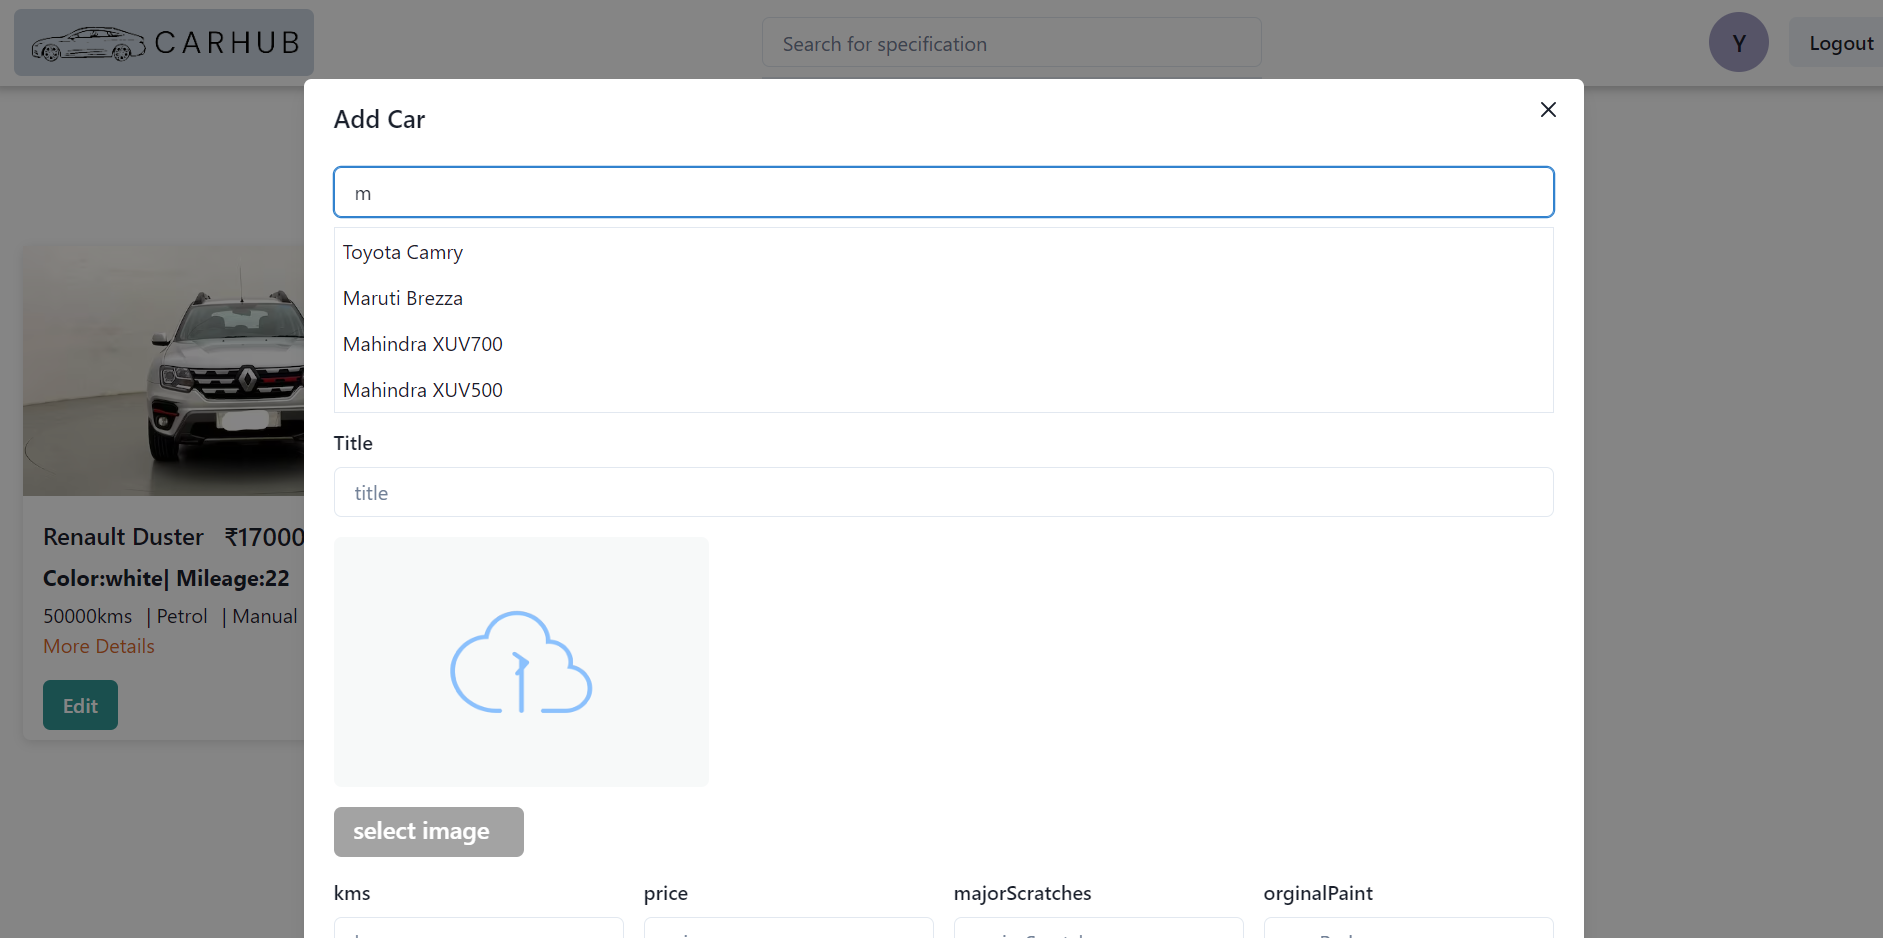 CARHUB
Search for specification
Y
Logout
Add Car
m
Toyota Camry
Maruti Brezza
Mahindra XUV700
Mahindra XUV500
Title
title
Renault Duster ₹17000
Color:white| Mileage:22
50000kms | Petrol | Manual
More Details
Edit
select image
kms price majorScratches orginalPaint